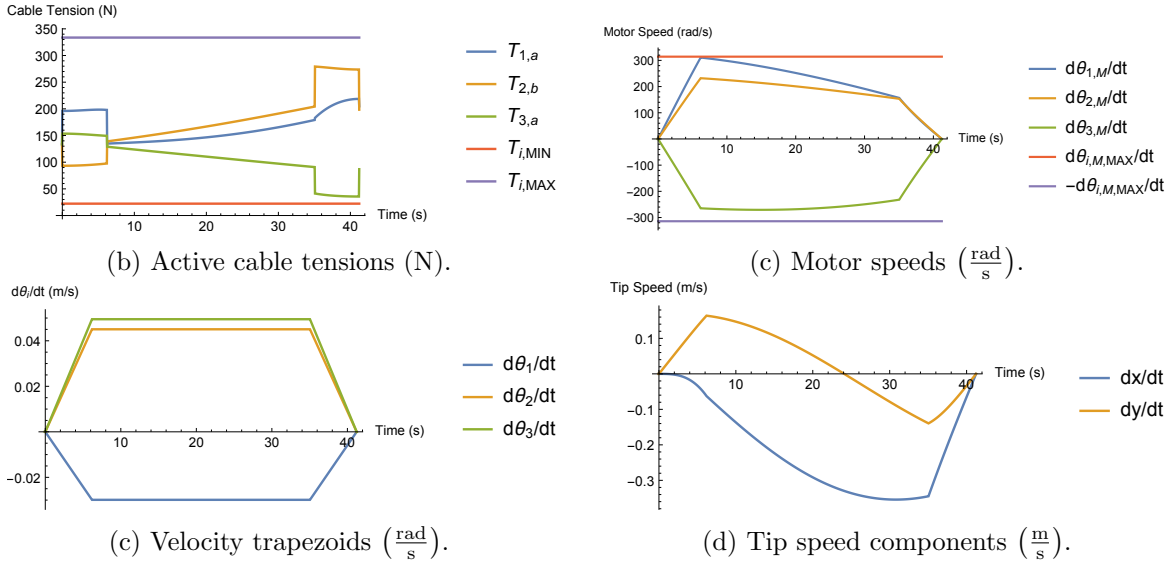 Cable Tension (N)
350
300
250
200
150
100
50
10 20 30 40
Time (s)
T1,a
T2,b
T3,a
Ti,MIN
Ti,MAX
(b) Active cable tensions (N).
Motor Speed (rad/s)
300
200
100
-100
-200
-300
10 20 30 40
Time (s)
dθ1,M/dt
dθ2,M/dt
dθ3,M/dt
dθi,M,MAX/dt
-dθi,M,MAX/dt
(c) Motor speeds (rad/s).
dθi/dt (m/s)
0.04
0.02
-0.02
10 20 30 40
Time (s)
dθ1/dt
dθ2/dt
dθ3/dt
(c) Velocity trapezoids (rad/s).
Tip Speed (m/s)
0.1
-0.1
-0.2
-0.3
10 20 30 40
Time (s)
dx/dt
dy/dt
(d) Tip speed components (m/s).